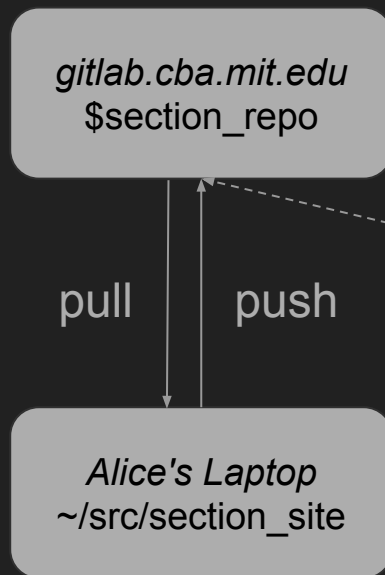 gitlab.cba.mit.edu
$section_repo
pull
push
Alice's Laptop
~/src/section_site